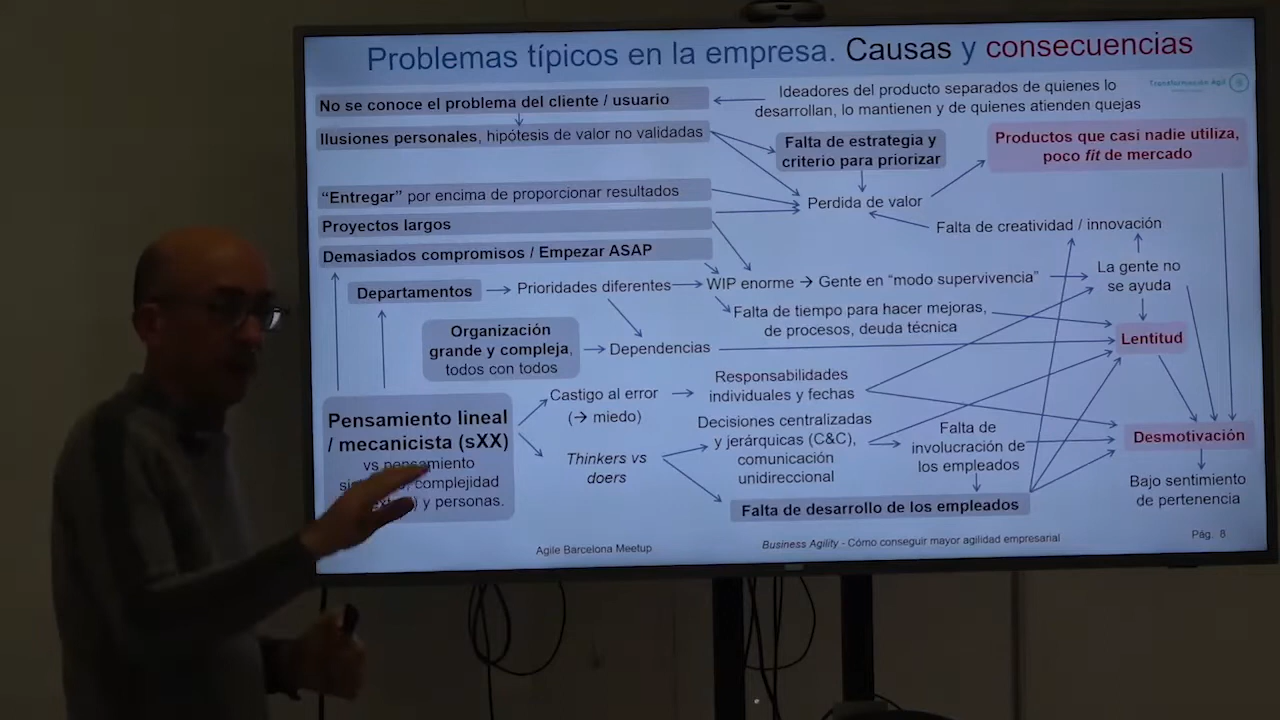 Problemas típicos en la empresa. Causas y consecuencias
Transformación Ágil
No se conoce el problema del cliente / usuario
Ideadores del producto separados de quienes lo
desarrollan, lo mantienen y de quienes atienden quejas
Ilusiones personales, hipótesis de valor no validadas
Falta de estrategia y
criterio para priorizar
Productos que casi nadie utiliza,
poco fit de mercado
“Entregar” por encima de proporcionar resultados
Perdida de valor
Proyectos largos
Falta de creatividad / innovación
Demasiados compromisos / Empezar ASAP
Departamentos
Prioridades diferentes
WIP enorme → Gente en “modo supervivencia”
La gente no
se ayuda
Falta de tiempo para hacer mejoras,
de procesos, deuda técnica
Organización
grande y compleja,
todos con todos
Dependencias
Lentitud
Pensamiento lineal
/ mecanicista (sXX)
vs pensamiento
complejidad
y personas.
Castigo al error
(→ miedo)
Responsabilidades
individuales y fechas
Thinkers vs
doers
Decisiones centralizadas
y jerárquicas (C&C),
comunicación
unidireccional
Falta de
involucración de
los empleados
Desmotivación
Falta de desarrollo de los empleados
Bajo sentimiento
de pertenencia
Agile Barcelona Meetup
Business Agility - Cómo conseguir mayor agilidad empresarial
Pág. 8